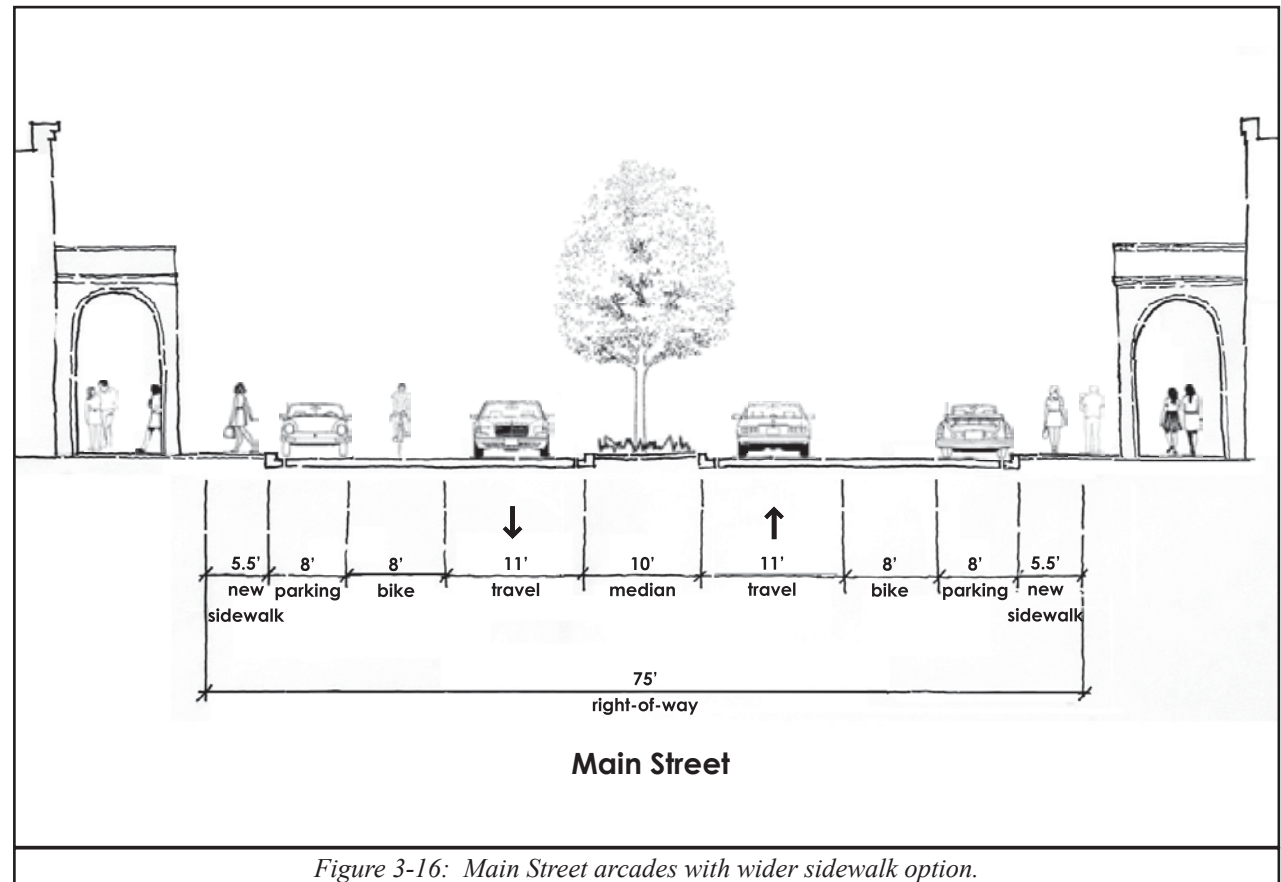 ↓ ↑
5.5' 8' 8' 11' 10' 11' 8' 8' 5.5'
new parking bike travel median travel bike parking new
sidewalk sidewalk
75'
right-of-way
Main Street
Figure 3-16: Main Street arcades with wider sidewalk option.